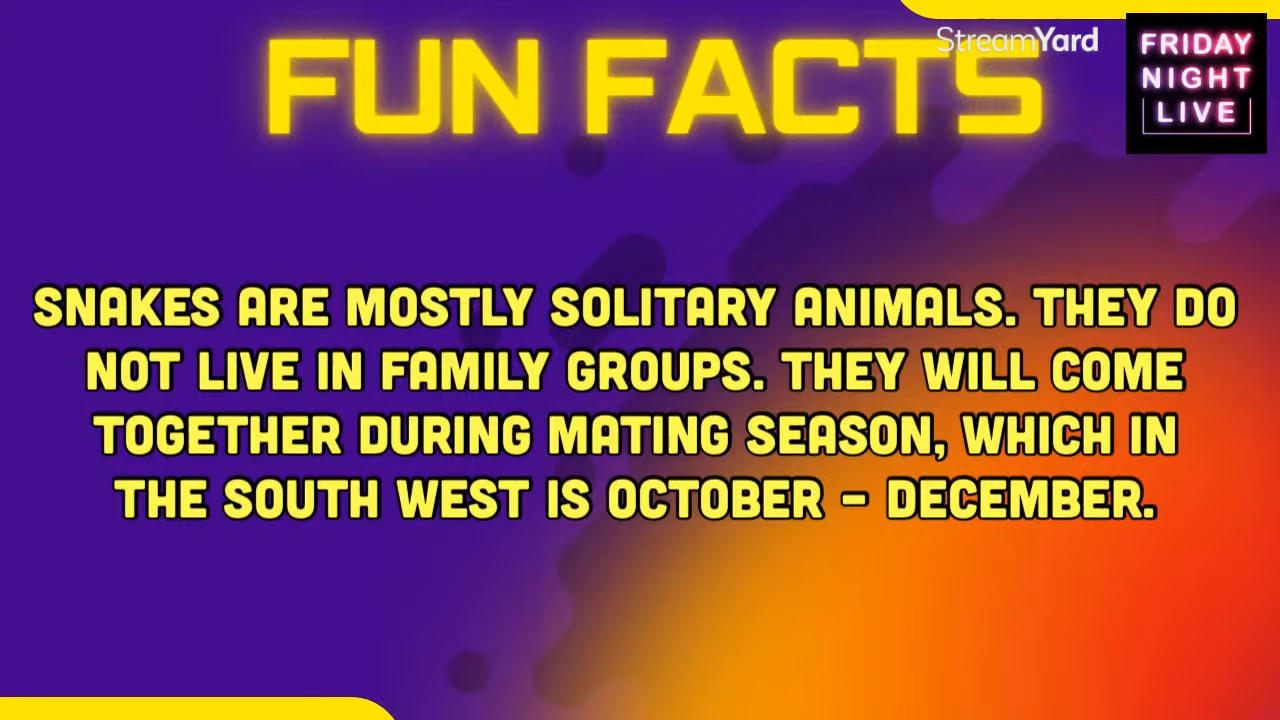 FUN FACTS
StreamYard
FRIDAY
NIGHT
LIVE
SNAKES ARE MOSTLY SOLITARY ANIMALS. THEY DO
NOT LIVE IN FAMILY GROUPS. THEY WILL COME
TOGETHER DURING MATING SEASON, WHICH IN
THE SOUTH WEST IS OCTOBER – DECEMBER.